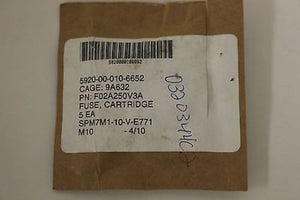 5920000106652
5920-00-010-6652
CAGE: 9A632
PN: F02A250V3A
FUSE, CARTRIDGE
5 EA
SPM7M1-10-V-E771
M10 - 4/10